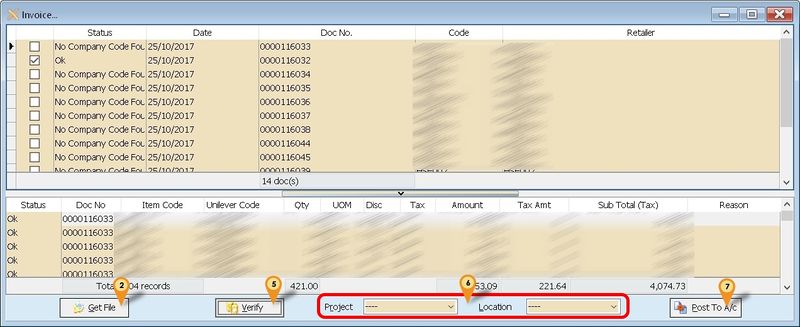 Invoice...
Status Date Doc No. Code Retailer
No Company Code Fou 25/10/2017 0000116033
Ok 25/10/2017 0000116032
No Company Code Fou 25/10/2017 0000116034
No Company Code Fou 25/10/2017 0000116035
No Company Code Fou 25/10/2017 0000116036
No Company Code Fou 25/10/2017 0000116037
No Company Code Fou 25/10/2017 0000116038
No Company Code Fou 25/10/2017 0000116044
No Company Code Fou 25/10/2017 0000116045
No Company Code Fou 25/10/2017 0000116039
14 doc(s)
Status Doc No Item Code Unilever Code Qty UOM Disc Tax Amount Tax Amt Sub Total (Tax) Reason
Ok 0000116033
Ok 0000116033
Ok 0000116033
Ok 0000116033
Ok 0000116033
04 records 421.00 53.09 221.64 4,074.73
2 5 6 7
Get File Verify Project ---- Location ---- Post To A/c